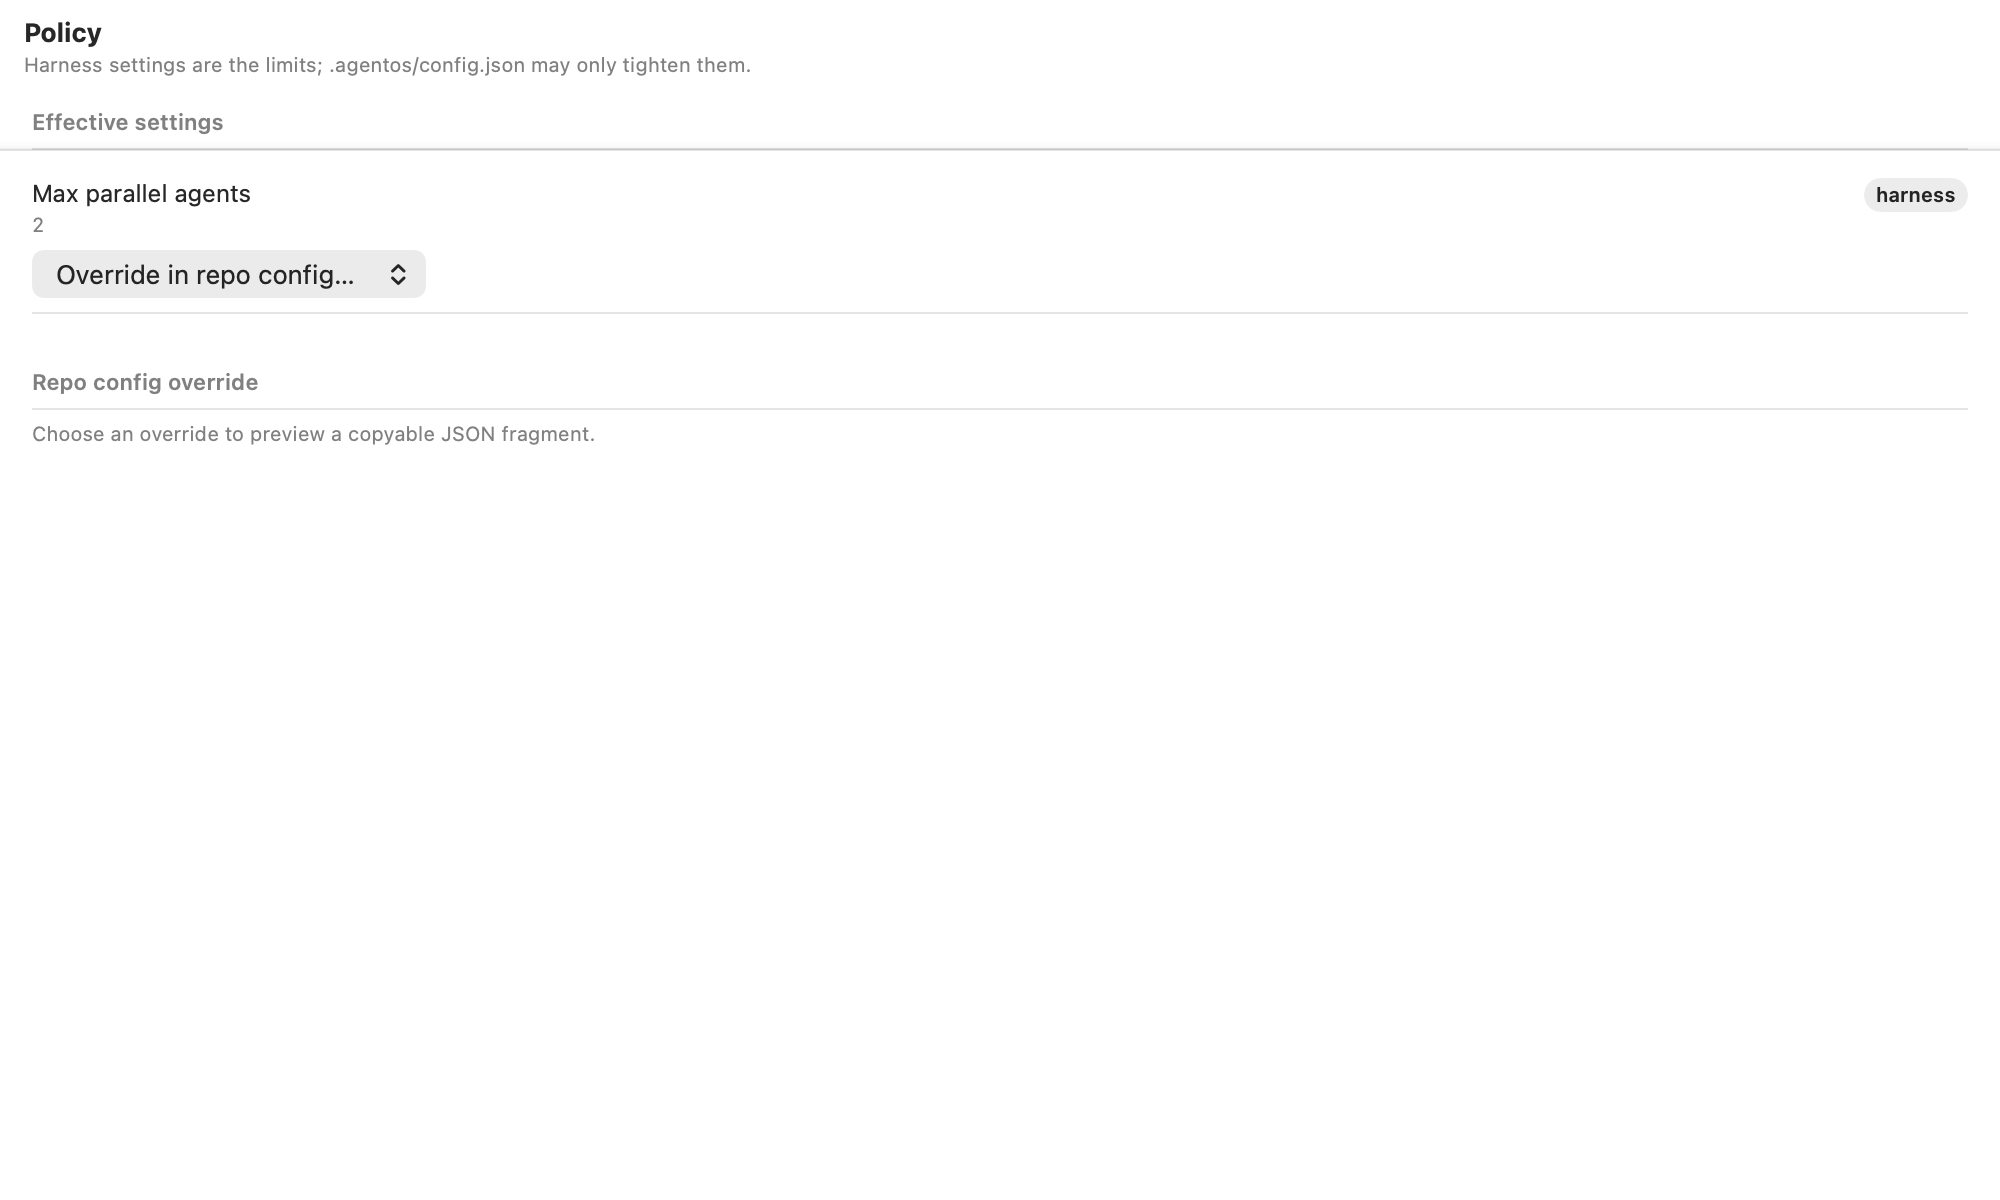 Policy
Harness settings are the limits; .agentos/config.json may only tighten them.
Effective settings
Max parallel agents
harness
2
Override in repo config...
Repo config override
Choose an override to preview a copyable JSON fragment.